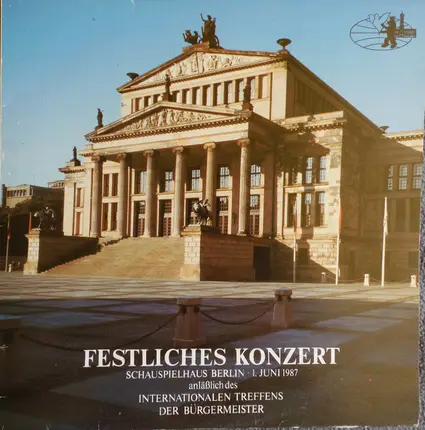 FESTLICHES KONZERT
SCHAUSPIELHAUS BERLIN · 1. JUNI 1987
anläßlich des
INTERNATIONALEN TREFFENS
DER BÜRGERMEISTER